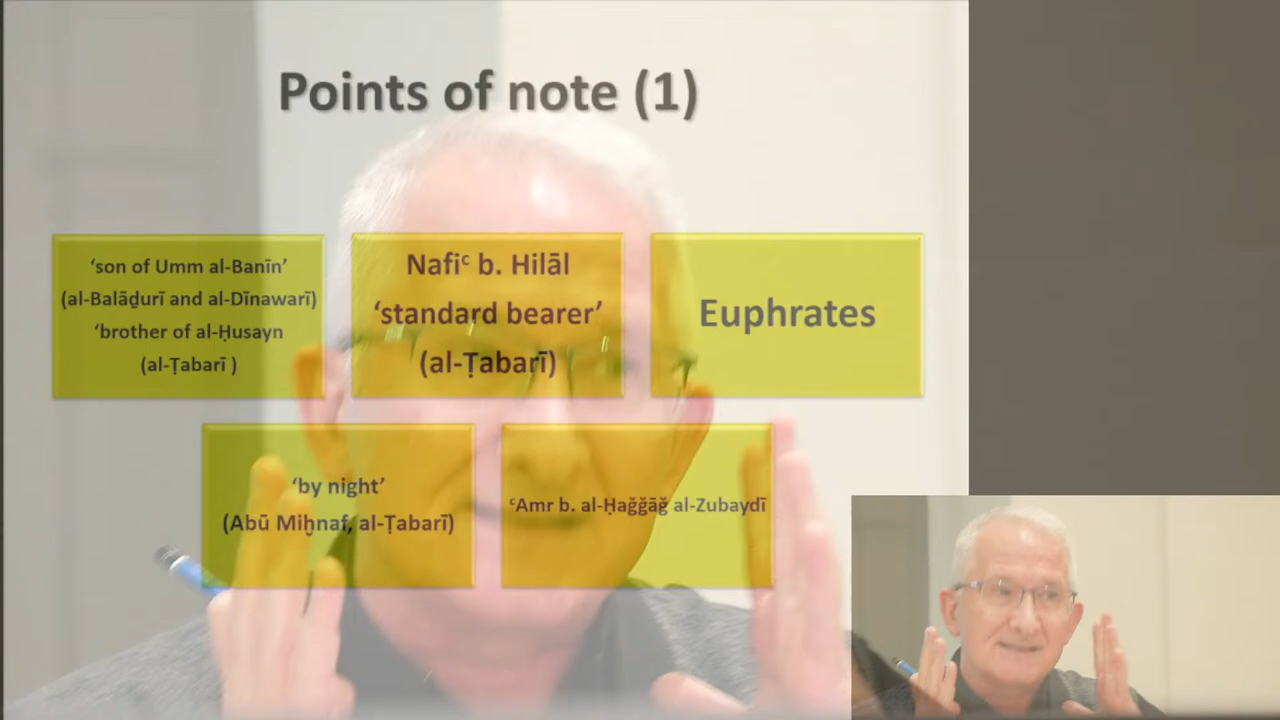 Points of note (1)
‘son of Umm al-Banīn’
(al-Balāḏurī and al-Dīnawarī)
‘brother of al-Ḥusayn
(al-Ṭabarī )
Nafiᶜ b. Hilāl
‘standard bearer’
(al-Ṭabarī)
Euphrates
‘by night’
(Abū Miḫnaf, al-Ṭabarī)
ᶜAmr b. al-Ḥaǧǧāǧ al-Zubaydī